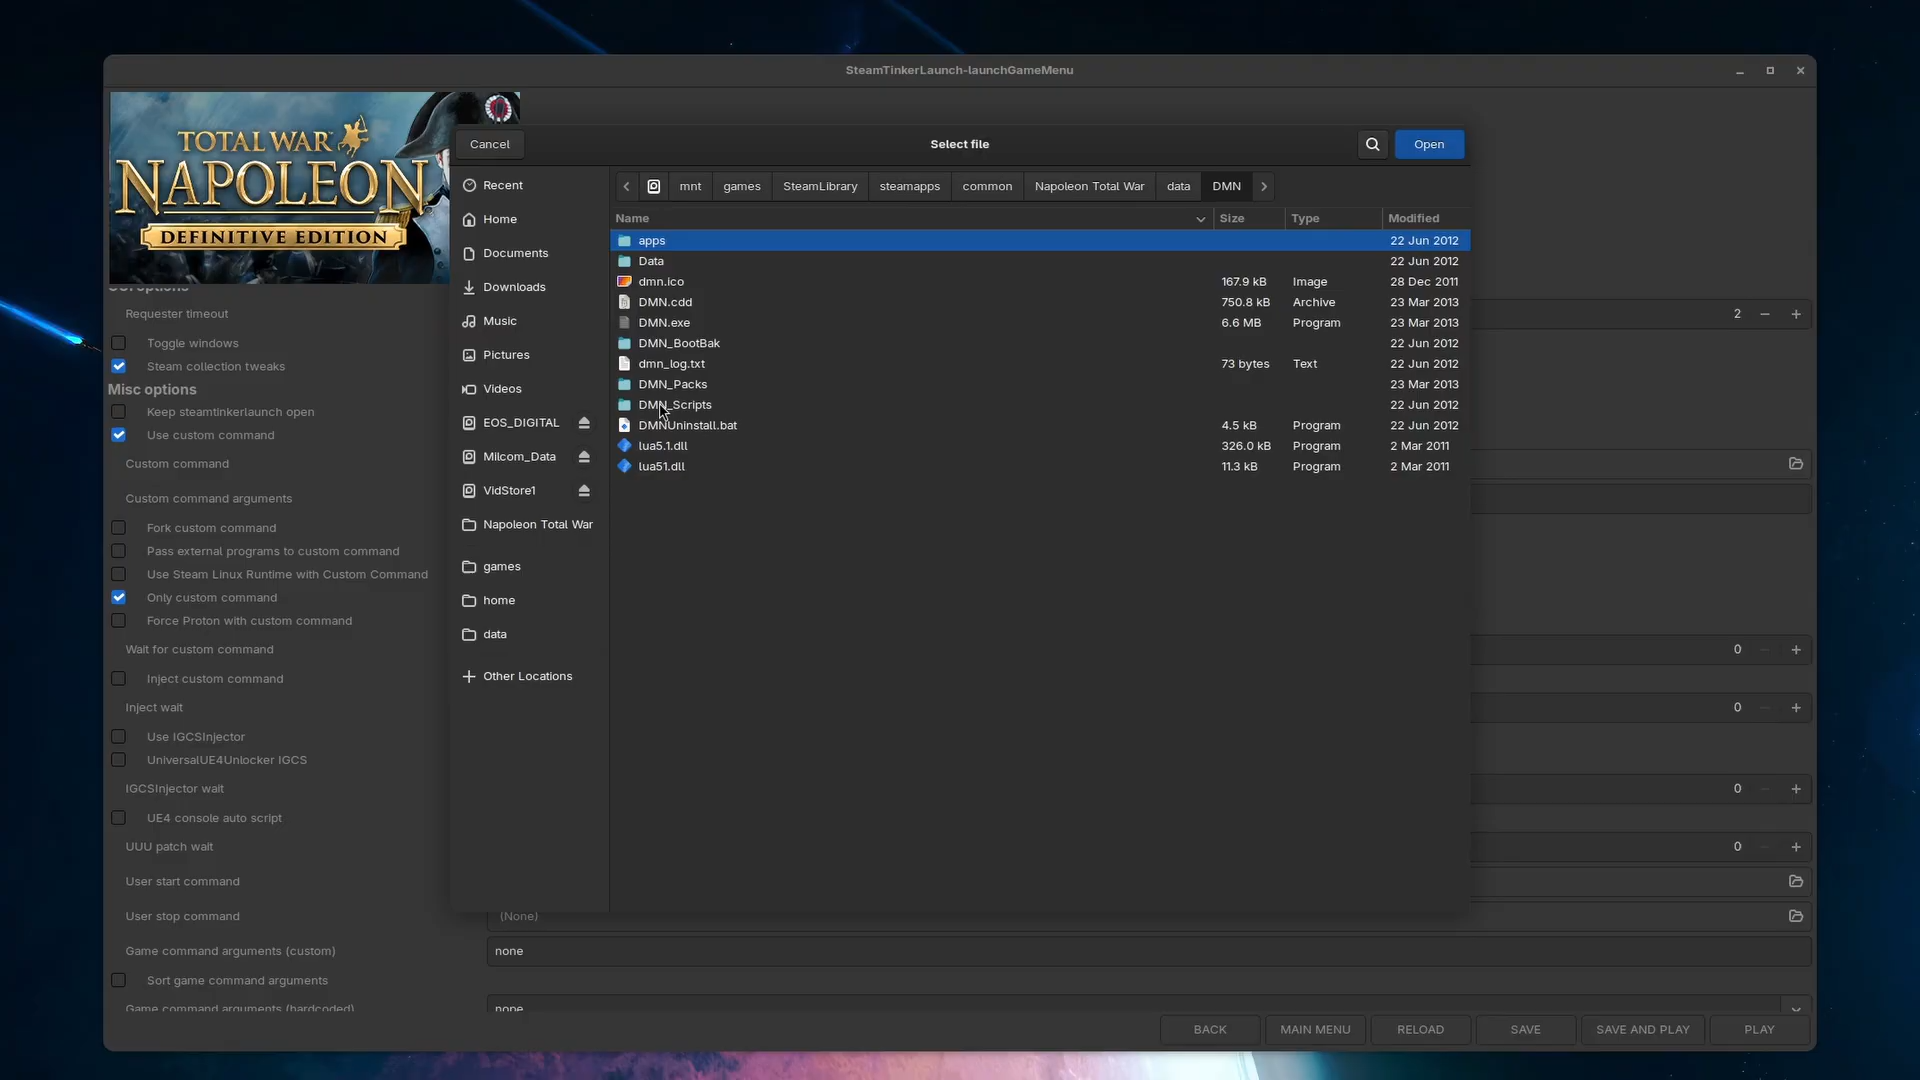 SteamTinkerLaunch-launchGameMenu
TOTAL WAR
NAPOLEON
DEFINITIVE EDITION
Cancel
Select file
Open
mnt
games
SteamLibrary
steamapps
common
Napoleon Total War
data
DMN
Name Size Type Modified
apps 22 Jun 2012
Data 22 Jun 2012
dmn.ico 167.9 kB Image 28 Dec 2011
DMN.cdd 750.8 kB Archive 23 Mar 2013
DMN.exe 6.6 MB Program 23 Mar 2013
DMN_BootBak 22 Jun 2012
dmn_log.txt 73 bytes Text 22 Jun 2012
DMN_Packs 23 Mar 2013
DMN_Scripts 22 Jun 2012
DMNUninstall.bat 4.5 kB Program 22 Jun 2012
lua5.1.dll 326.0 kB Program 2 Mar 2011
lua51.dll 11.3 kB Program 2 Mar 2011
Recent
Home
Documents
Downloads
Music
Pictures
Videos
EOS_DIGITAL
Milcom_Data
VidStore1
Napoleon Total War
games
home
data
Other Locations
Requester timeout 2
Toggle windows
Steam collection tweaks
Misc options
Keep steamtinkerlaunch open
Use custom command
Custom command
Custom command arguments
Fork custom command
Pass external programs to custom command
Use Steam Linux Runtime with Custom Command
Only custom command
Force Proton with custom command
Wait for custom command 0
Inject custom command
Inject wait 0
Use IGCSInjector
UniversalUE4Unlocker IGCS
IGCSInjector wait 0
UE4 console auto script
UUU patch wait 0
User start command
User stop command (None)
Game command arguments (custom) none
Sort game command arguments
Game command arguments (hardcoded) none
BACK
MAIN MENU
RELOAD
SAVE
SAVE AND PLAY
PLAY